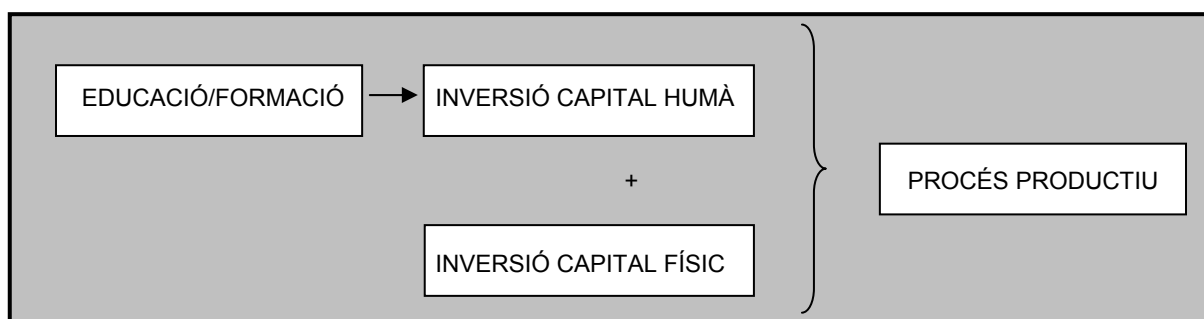 EDUCACIÓ/FORMACIÓ
INVERSIÓ CAPITAL HUMÀ
+
INVERSIÓ CAPITAL FÍSIC
PROCÉS PRODUCTIU